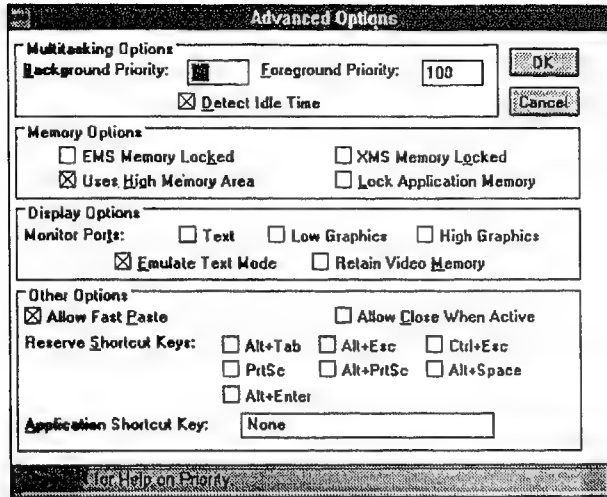 Advanced Options
Multitasking Options
Background Priority: Foreground Priority: 100
Detect Idle Time
OK
Cancel
Memory Options
EMS Memory Locked XMS Memory Locked
Uses High Memory Area Lock Application Memory
Display Options
Monitor Ports: Text Low Graphics High Graphics
Emulate Text Mode Retain Video Memory
Other Options
Allow Fast Paste Allow Close When Active
Reserve Shortcut Keys: Alt+Tab Alt+Esc Ctrl+Esc
PrtSc Alt+PrtSc Alt+Space
Alt+Enter
Application Shortcut Key: None
for Help on Priority